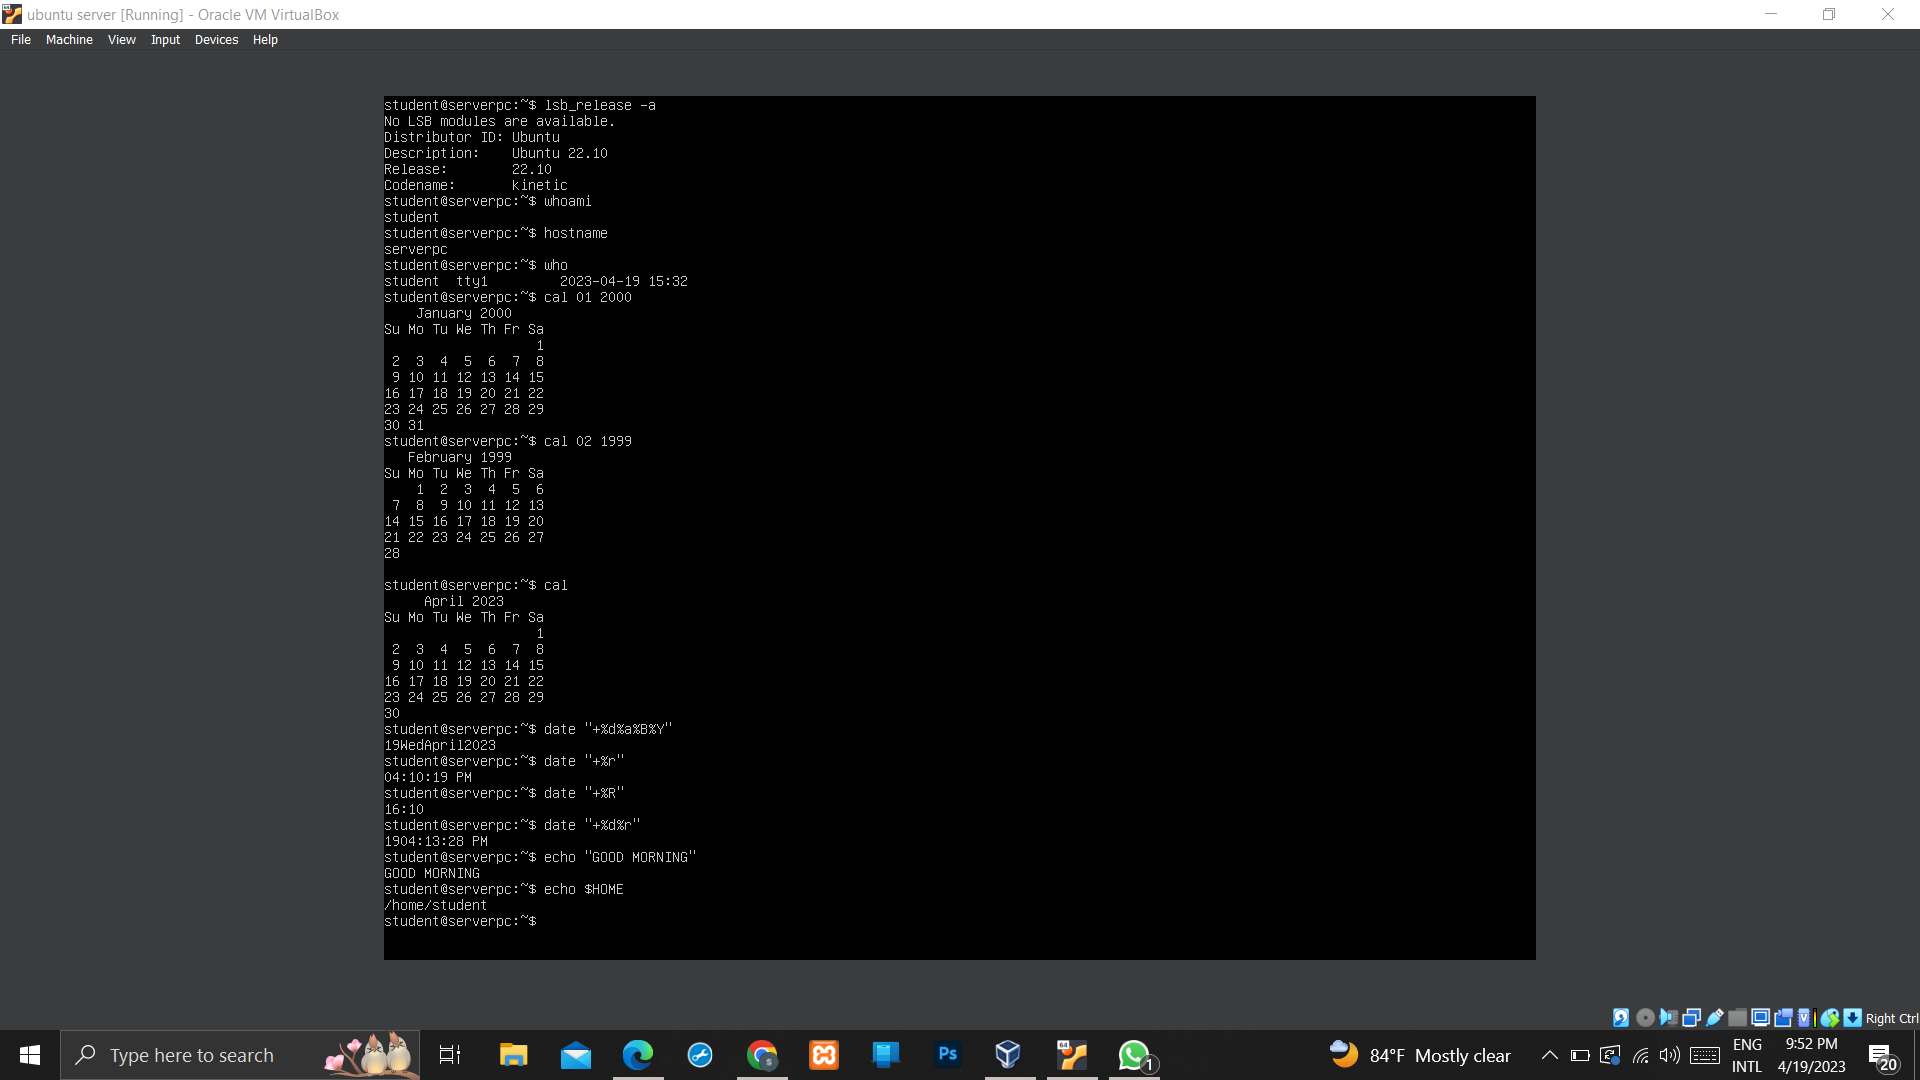 ubuntu server [Running] - Oracle VM VirtualBox
File Machine View Input Devices Help
student@serverpc:~$ lsb_release -a
No LSB modules are available.
Distributor ID: Ubuntu
Description:    Ubuntu 22.10
Release:        22.10
Codename:       kinetic
student@serverpc:~$ whoami
student
student@serverpc:~$ hostname
serverpc
student@serverpc:~$ who
student  tty1         2023-04-19 15:32
student@serverpc:~$ cal 01 2000
    January 2000
Su Mo Tu We Th Fr Sa
                   1
 2  3  4  5  6  7  8
 9 10 11 12 13 14 15
16 17 18 19 20 21 22
23 24 25 26 27 28 29
30 31
student@serverpc:~$ cal 02 1999
   February 1999
Su Mo Tu We Th Fr Sa
    1  2  3  4  5  6
 7  8  9 10 11 12 13
14 15 16 17 18 19 20
21 22 23 24 25 26 27
28
student@serverpc:~$ cal
     April 2023
Su Mo Tu We Th Fr Sa
                   1
 2  3  4  5  6  7  8
 9 10 11 12 13 14 15
16 17 18 19 20 21 22
23 24 25 26 27 28 29
30
student@serverpc:~$ date "+%d%a%B%Y"
19WedApril2023
student@serverpc:~$ date "+%r"
04:10:19 PM
student@serverpc:~$ date "+%R"
16:10
student@serverpc:~$ date "+%d%r"
1904:13:28 PM
student@serverpc:~$ echo "GOOD MORNING"
GOOD MORNING
student@serverpc:~$ echo $HOME
/home/student
student@serverpc:~$
Right Ctrl
Type here to search
Ps
64
1
84°F Mostly clear
ENG
INTL
9:52 PM
4/19/2023
20